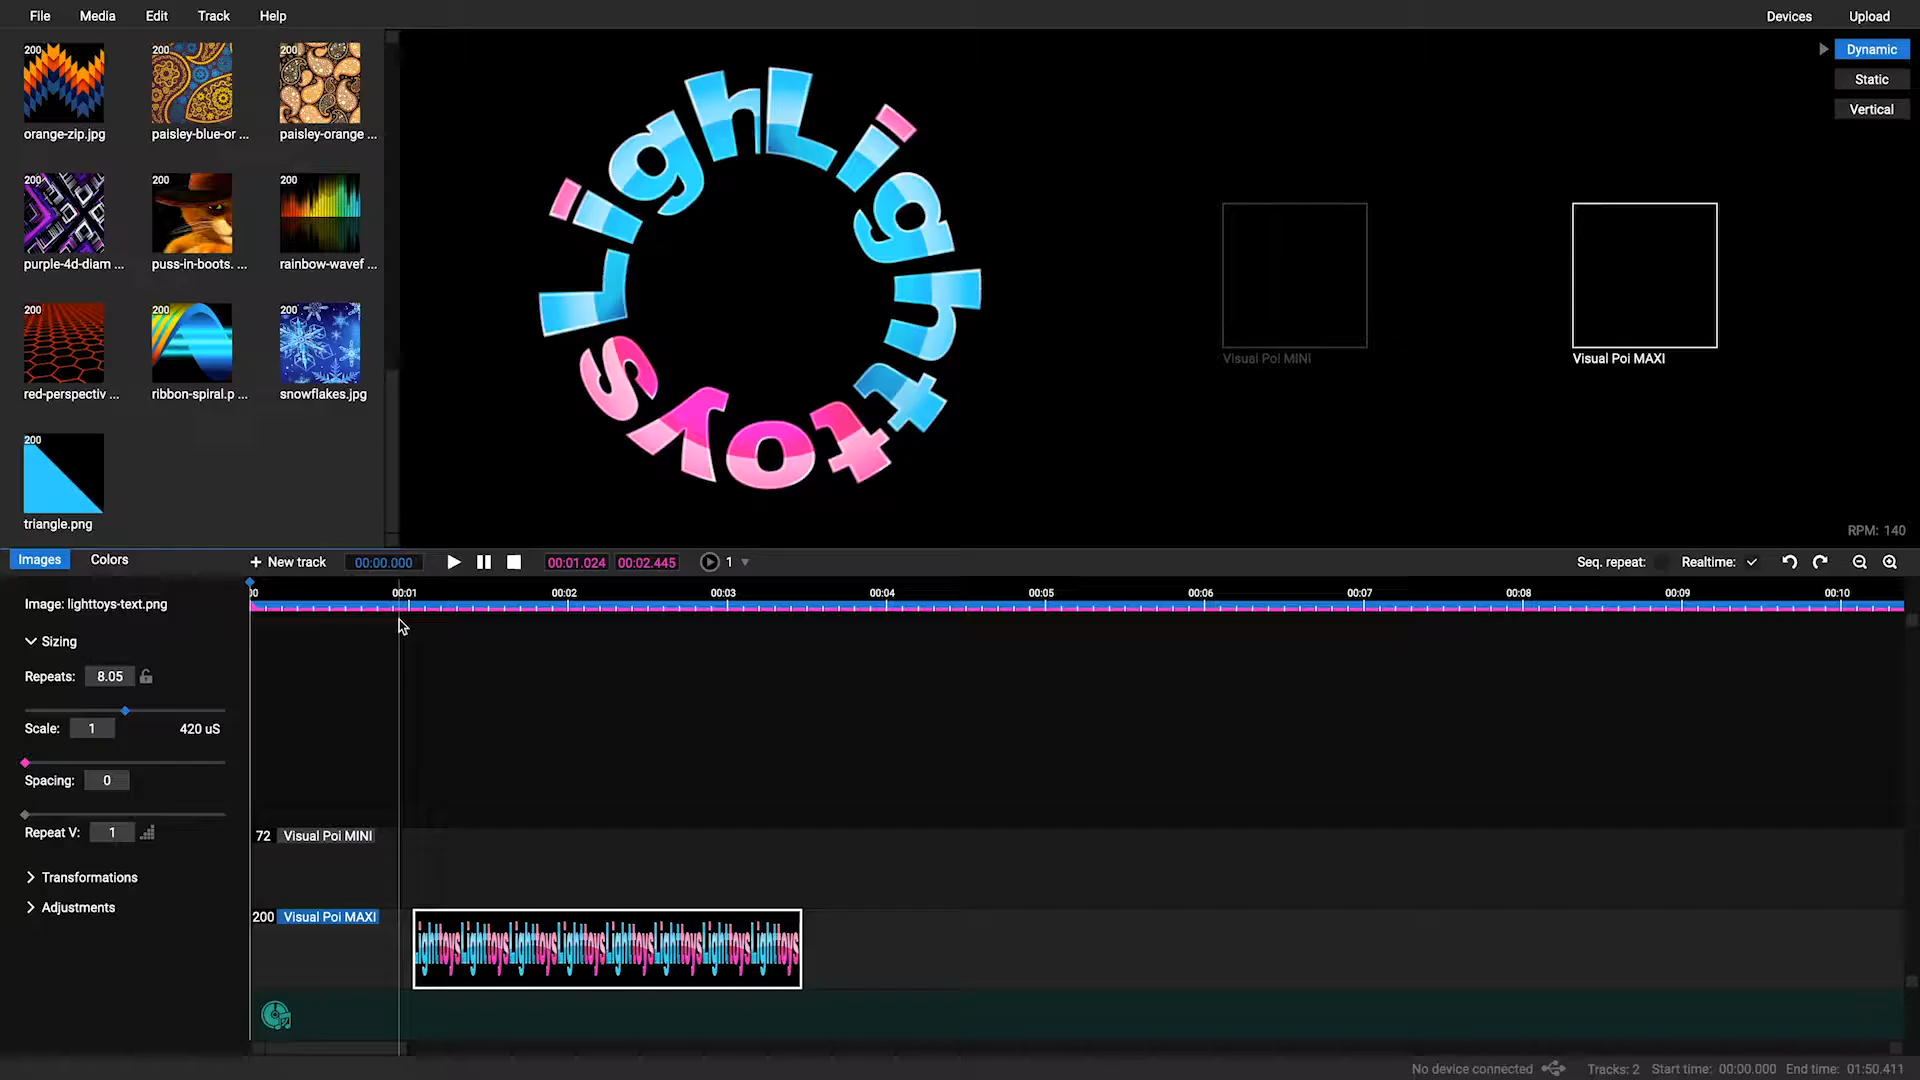 File Media Edit Track Help Devices Upload
200 200 200
orange-zip.jpg paisley-blue-or ... paisley-orange ...
200 200 200
purple-4d-diam ... puss-in-boots. ... rainbow-wavef ...
200 200 200
red-perspectiv ... ribbon-spiral.p ... snowflakes.jpg
200
triangle.png
LighLighttoys
Dynamic
Static
Vertical
Visual Poi MINI Visual Poi MAXI
RPM: 140
Images Colors
+ New track 00:00.000 00:01.024 00:02.445 1 Seq. repeat: Realtime:
00 00:01 00:02 00:03 00:04 00:05 00:06 00:07 00:08 00:09 00:10
Image: lighttoys-text.png
Sizing
Repeats: 8.05
Scale: 1 420 uS
Spacing: 0
Repeat V: 1
Transformations
Adjustments
72 Visual Poi MINI
200 Visual Poi MAXI
LighttoysLighttoysLighttoysLighttoysLighttoysLighttoysLighttoysLighttoys
No device connected Tracks: 2 Start time: 00:00.000 End time: 01:50.411